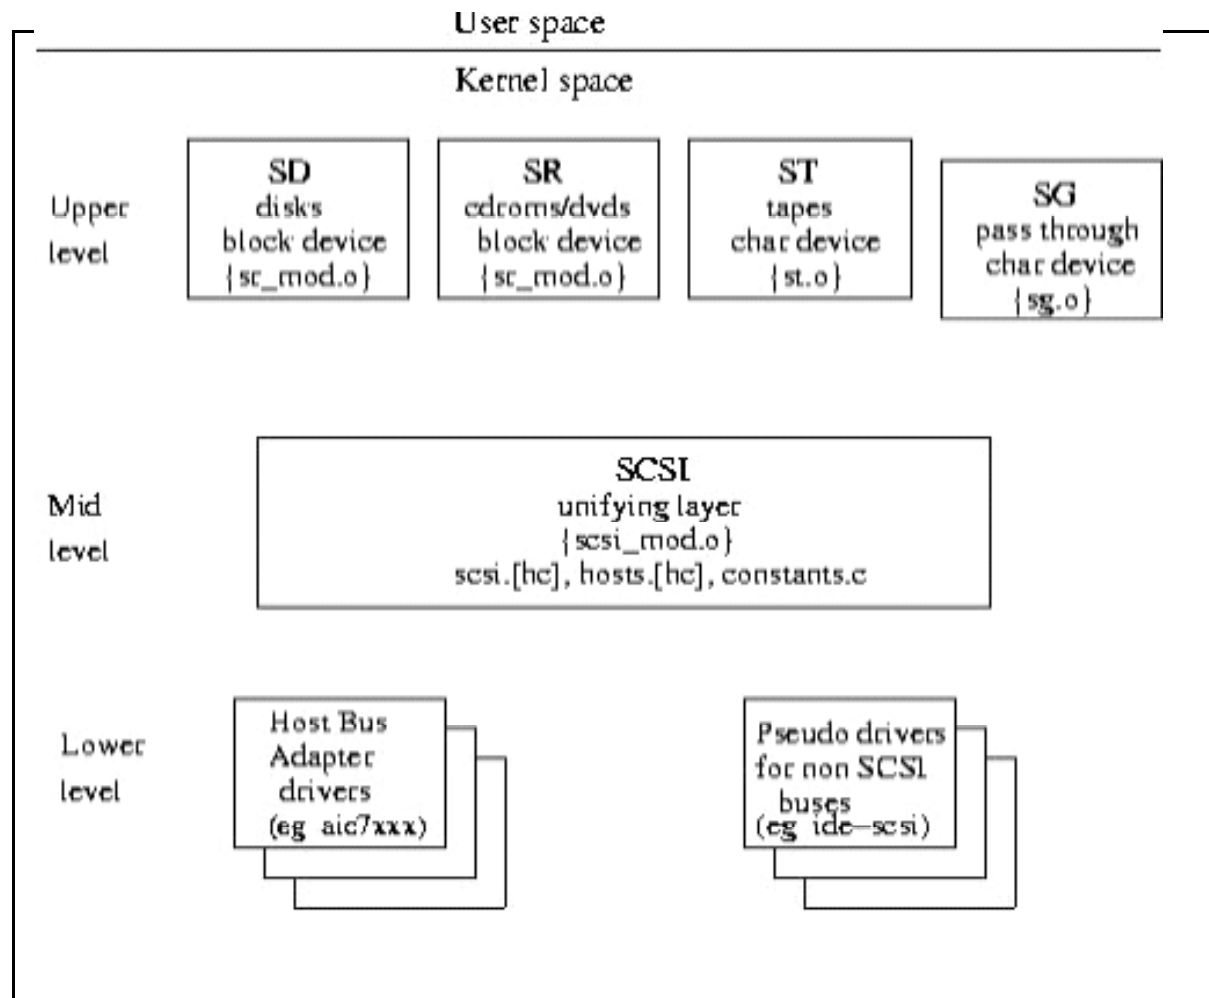 User space
Kernel space
Upper
level
SD
disks
block device
{sr_mod.o}
SR
cdroms/dvds
block device
{sr_mod.o}
ST
tapes
char device
{st.o}
SG
pass through
char device
{sg.o}
Mid
level
SCSI
unifying layer
{scsi_mod.o}
scsi.[hc], hosts.[hc], constants.c
Lower
level
Host Bus
Adapter
drivers
(eg aic7xxx)
Pseudo drivers
for non SCSI
buses
(eg ide-scsi)